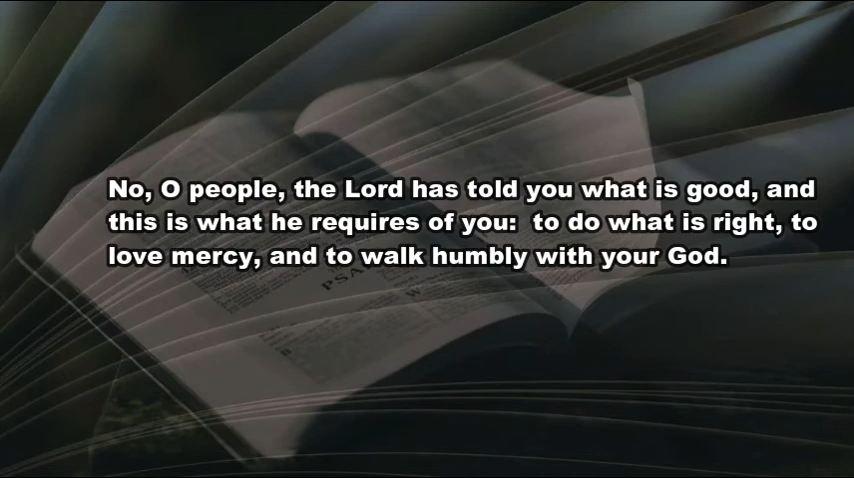 No, O people, the Lord has told you what is good, and
this is what he requires of you:  to do what is right, to
love mercy, and to walk humbly with your God.
PSA